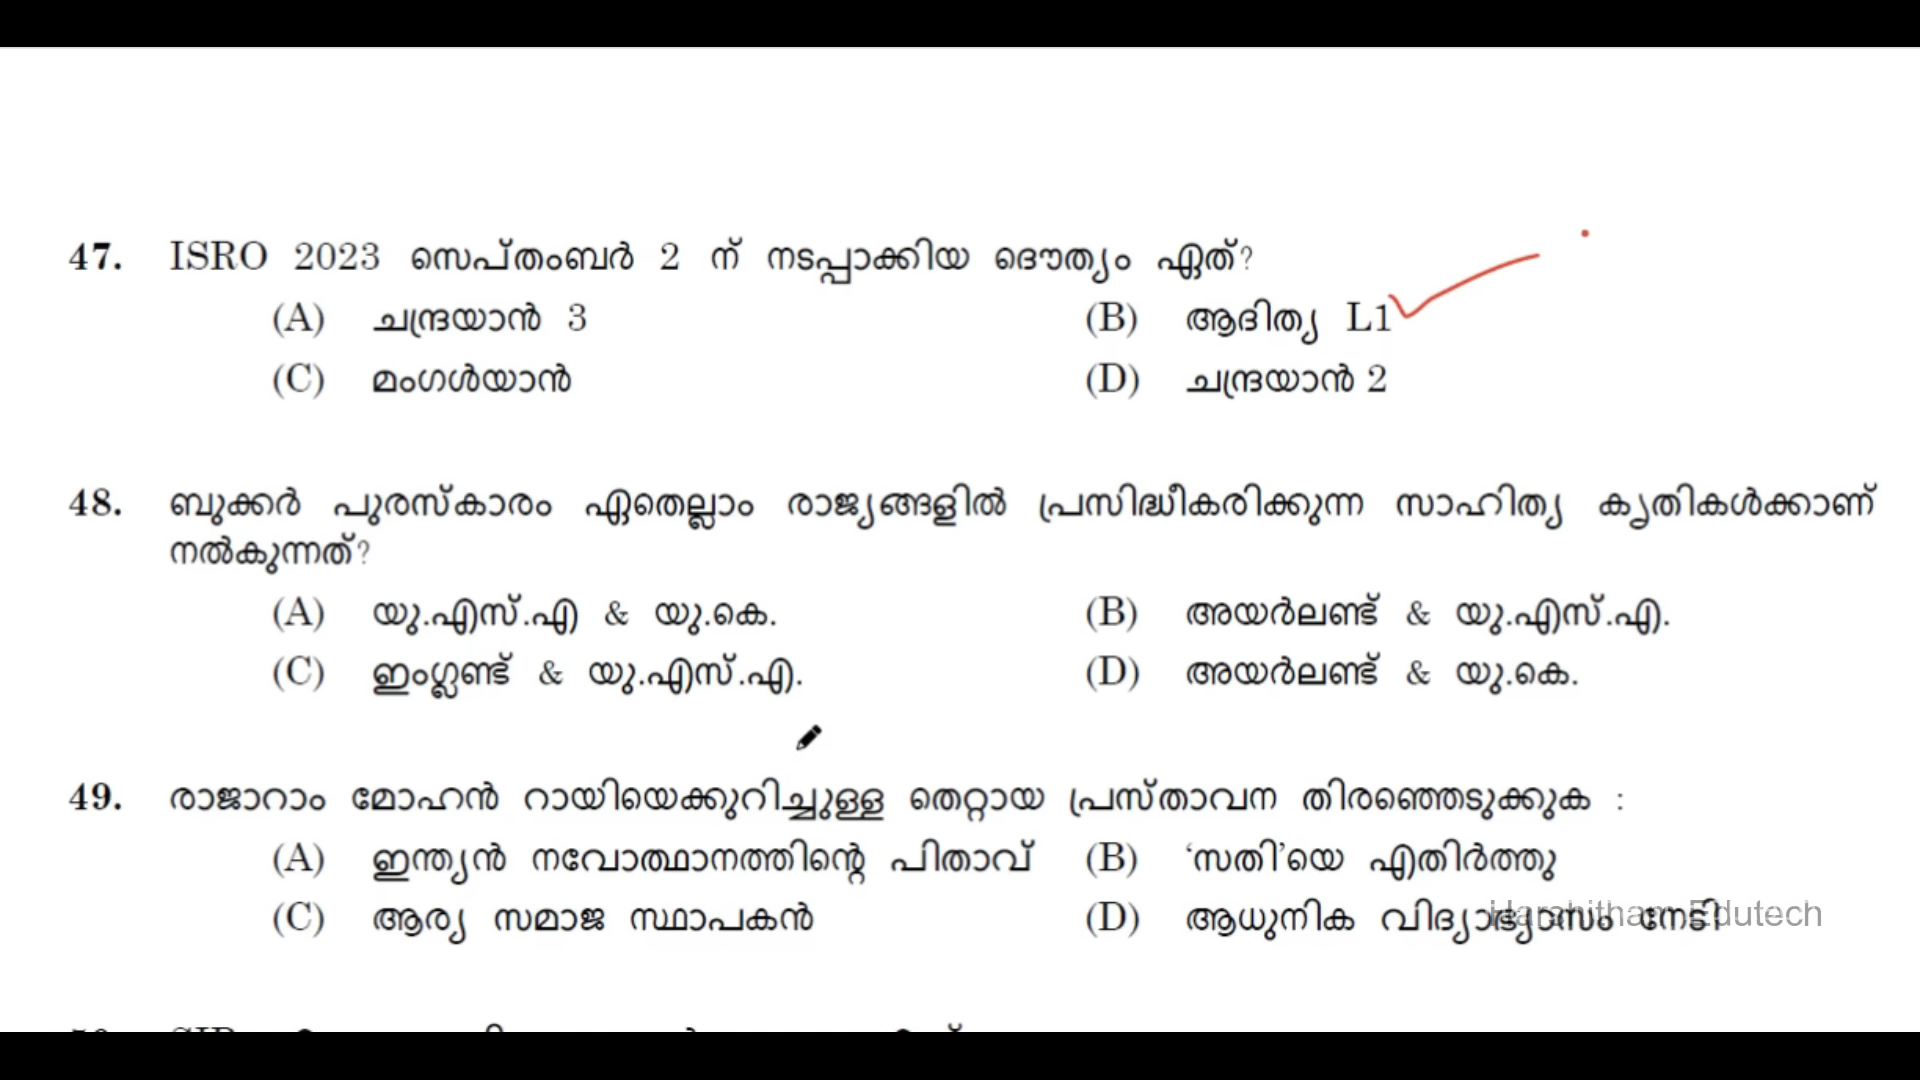 47. ISRO 2023 സെപ്തംബർ 2 ന് നടപ്പാക്കിയ ദൌത്യം ഏത്?
(A) ചന്ദ്രയാൻ 3 (B) ആദിത്യ L1
(C) മംഗൾയാൻ (D) ചന്ദ്രയാൻ 2
48. ബുക്കർ പുരസ്കാരം ഏതെല്ലാം രാജ്യങ്ങളിൽ പ്രസിദ്ധീകരിക്കുന്ന സാഹിത്യ കൃതികൾക്കാണ്
നൽകുന്നത്?
(A) യു.എസ്.എ & യു.കെ. (B) അയർലണ്ട് & യു.എസ്.എ.
(C) ഇംഗ്ലണ്ട് & യു.എസ്.എ. (D) അയർലണ്ട് & യു.കെ.
49. രാജാറാം മോഹൻ റായിയെക്കുറിച്ചുള്ള തെറ്റായ പ്രസ്താവന തിരഞ്ഞെടുക്കുക :
(A) ഇന്ത്യൻ നവോത്ഥാനത്തിന്റെ പിതാവ് (B) ‘സതി’യെ എതിർത്തു
(C) ആര്യ സമാജ സ്ഥാപകൻ (D) ആധുനിക വിദ്യാഭ്യാസം നേടി
Harshitham Edutech